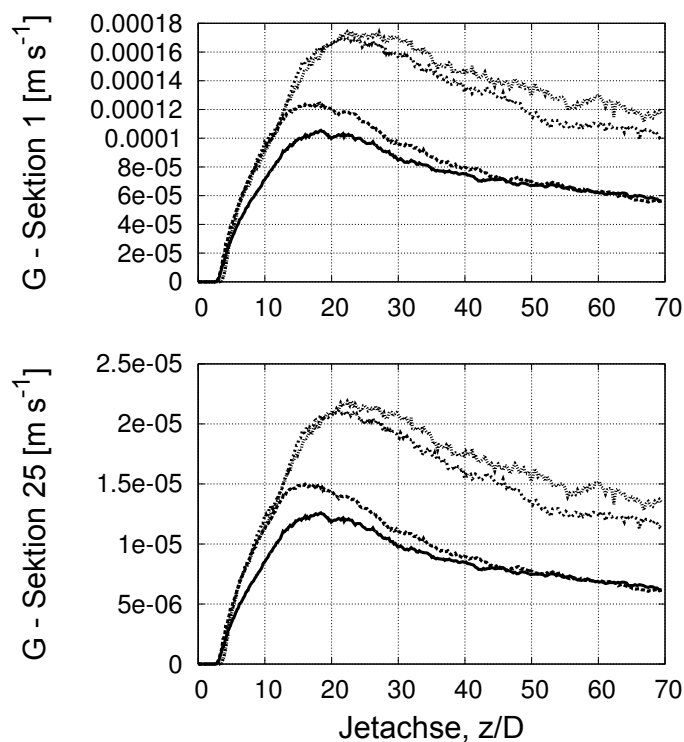 G - Sektion 1 [m s⁻¹]
0.00018
0.00016
0.00014
0.00012
0.0001
8e-05
6e-05
4e-05
2e-05
0
0 10 20 30 40 50 60 70
G - Sektion 25 [m s⁻¹]
2.5e-05
2e-05
1.5e-05
1e-05
5e-06
0
0 10 20 30 40 50 60 70
Jetachse, z/D